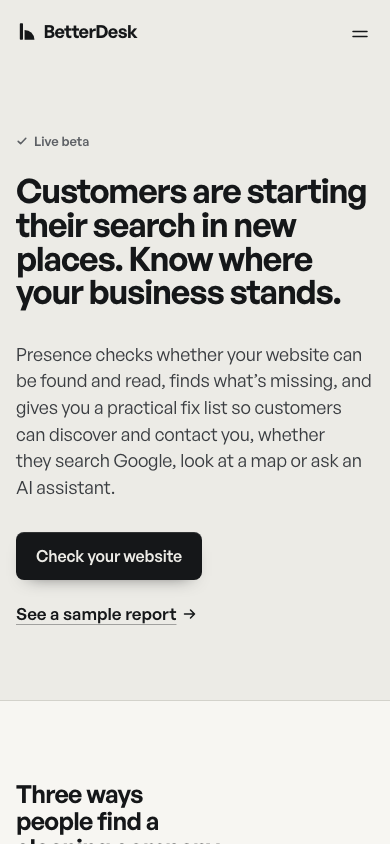 BetterDesk
Live beta
Customers are starting
their search in new
places. Know where
your business stands.
Presence checks whether your website can
be found and read, finds what’s missing, and
gives you a practical fix list so customers
can discover and contact you, whether
they search Google, look at a map or ask an
AI assistant.
Check your website
See a sample report →
Three ways
people find a
cleaning company